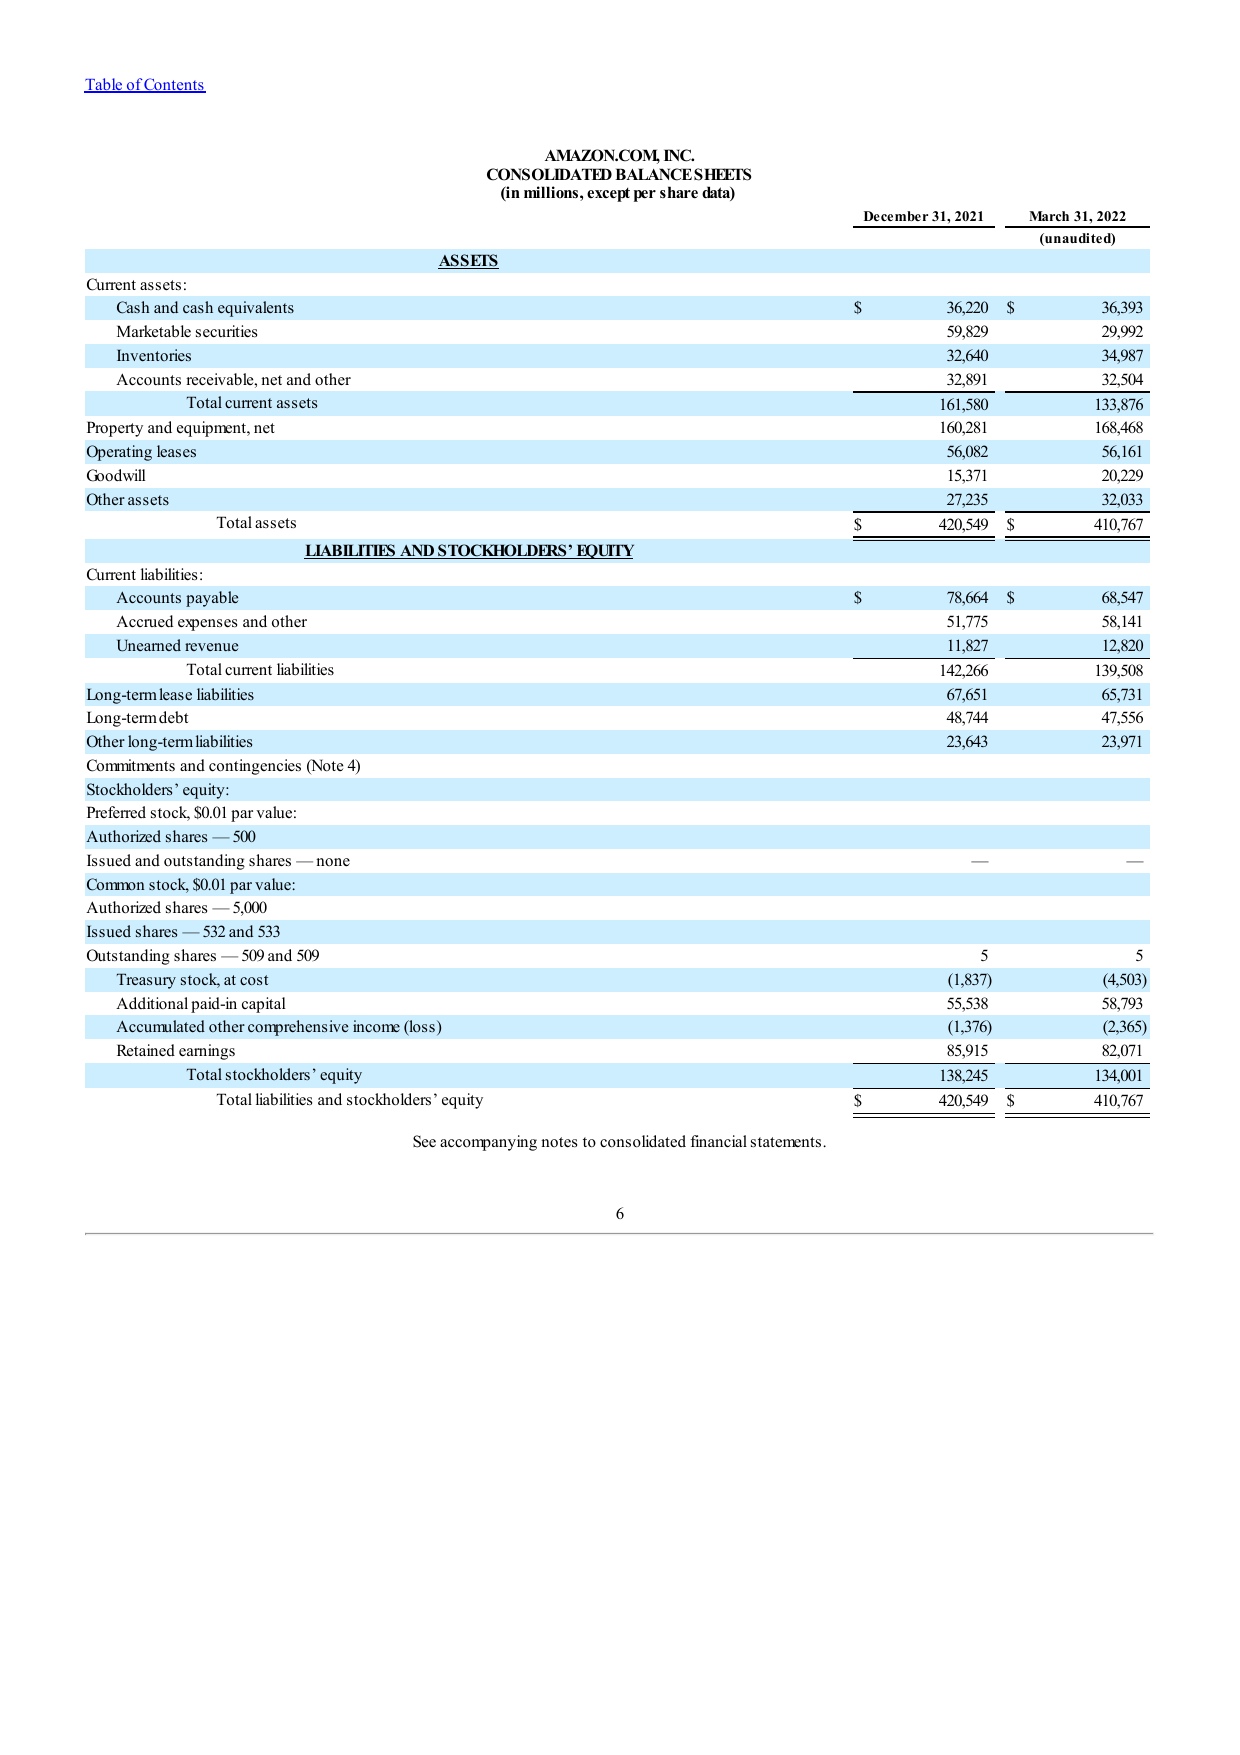 Table of Contents
AMAZON.COM, INC.
CONSOLIDATED BALANCE SHEETS
(in millions, except per share data)
December 31, 2021 March 31, 2022
(unaudited)
ASSETS
Current assets:
Cash and cash equivalents $ 36,220 $ 36,393
Marketable securities 59,829 29,992
Inventories 32,640 34,987
Accounts receivable, net and other 32,891 32,504
Total current assets 161,580 133,876
Property and equipment, net 160,281 168,468
Operating leases 56,082 56,161
Goodwill 15,371 20,229
Other assets 27,235 32,033
Total assets $ 420,549 $ 410,767
LIABILITIES AND STOCKHOLDERS’ EQUITY
Current liabilities:
Accounts payable $ 78,664 $ 68,547
Accrued expenses and other 51,775 58,141
Unearned revenue 11,827 12,820
Total current liabilities 142,266 139,508
Long-term lease liabilities 67,651 65,731
Long-term debt 48,744 47,556
Other long-term liabilities 23,643 23,971
Commitments and contingencies (Note 4)
Stockholders’ equity:
Preferred stock, $0.01 par value:
Authorized shares — 500
Issued and outstanding shares — none — —
Common stock, $0.01 par value:
Authorized shares — 5,000
Issued shares — 532 and 533
Outstanding shares — 509 and 509 5 5
Treasury stock, at cost (1,837) (4,503)
Additional paid-in capital 55,538 58,793
Accumulated other comprehensive income (loss) (1,376) (2,365)
Retained earnings 85,915 82,071
Total stockholders’ equity 138,245 134,001
Total liabilities and stockholders’ equity $ 420,549 $ 410,767
See accompanying notes to consolidated financial statements.
6